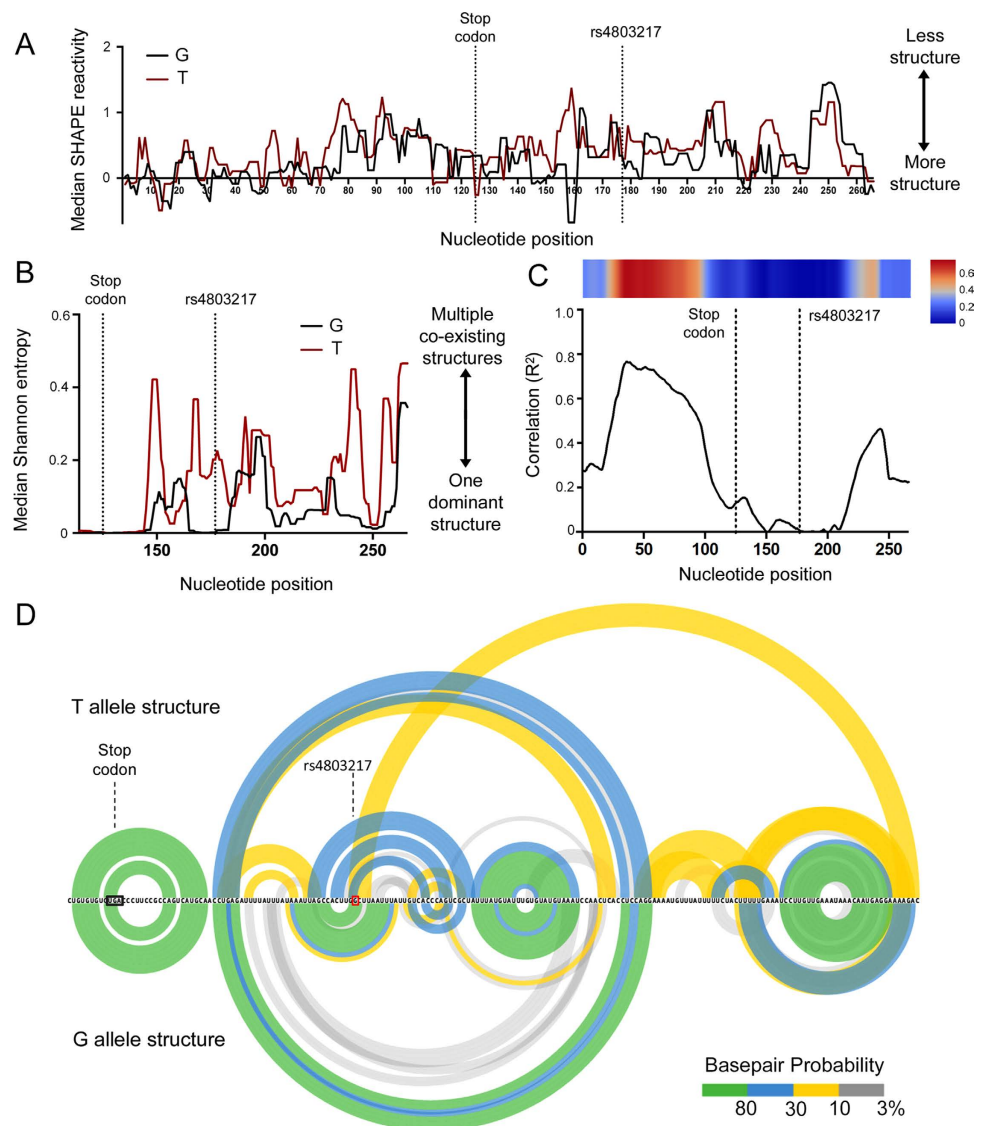 A
Median SHAPE reactivity
2
1
0
G
T
Stop
codon
rs4803217
Less
structure
More
structure
10 20 30 40 50 60 70 80 90 100 110 120 130 140 150 160 170 180 190 200 210 220 230 240 250 260
Nucleotide position
B
Median Shannon entropy
0.6
0.4
0.2
0
Stop
codon
rs4803217
G
T
Multiple
co-existing
structures
One
dominant
structure
150 200 250
Nucleotide position
C
0.6
0.4
0.2
0
Correlation (R²)
1.0
0.8
0.6
0.4
0.2
0
Stop
codon
rs4803217
0 50 100 150 200 250
Nucleotide position
D
T allele structure
Stop
codon
rs4803217
G allele structure
Basepair Probability
80 30 10 3%